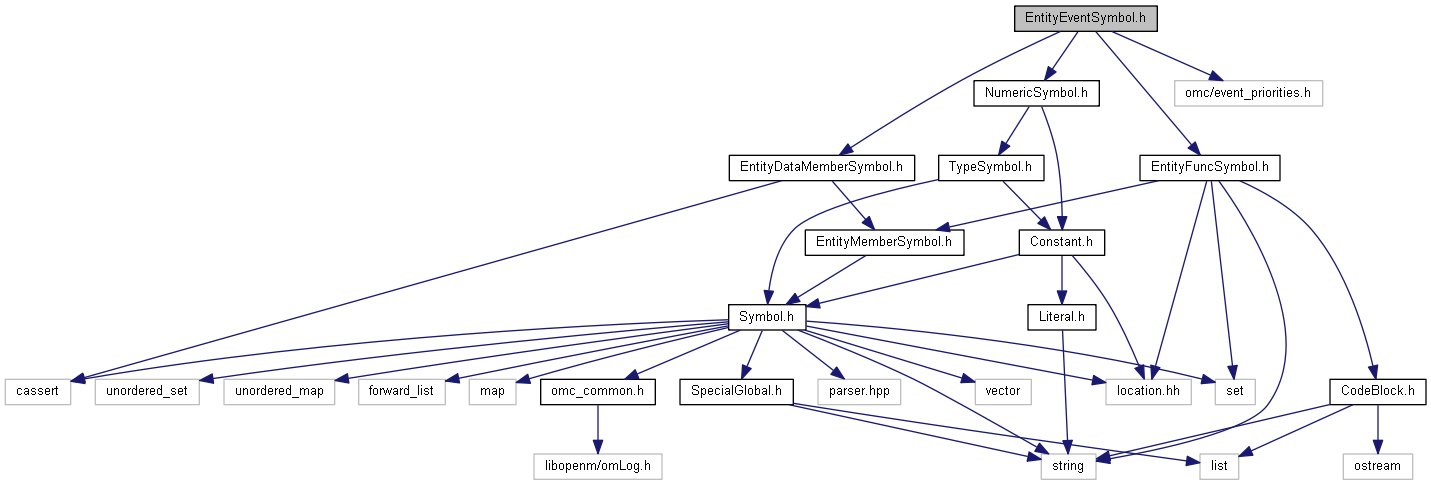 EntityEventSymbol.h
NumericSymbol.h
omc/event_priorities.h
EntityDataMemberSymbol.h
TypeSymbol.h
EntityFuncSymbol.h
EntityMemberSymbol.h
Constant.h
Symbol.h
Literal.h
cassert
unordered_set
unordered_map
forward_list
map
omc_common.h
SpecialGlobal.h
parser.hpp
vector
location.hh
set
CodeBlock.h
libopenm/omLog.h
string
list
ostream